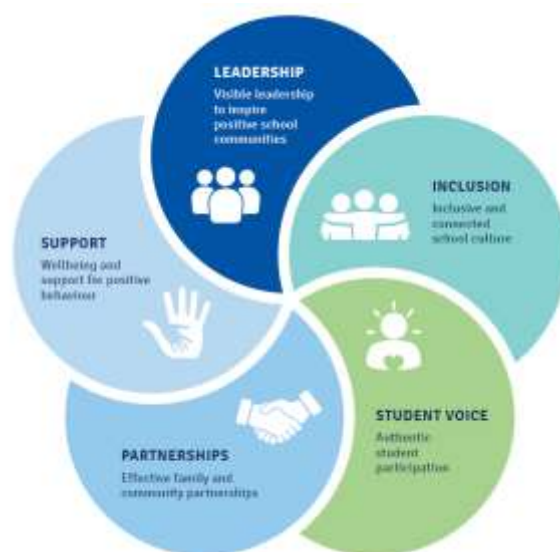 LEADERSHIP
Visible leadership
to inspire
positive school
communities
INCLUSION
Inclusive and
connected
school culture
STUDENT VOICE
Authentic
student
participation
PARTNERSHIPS
Effective family and
community partnerships
SUPPORT
Wellbeing and
support for positive
behaviour